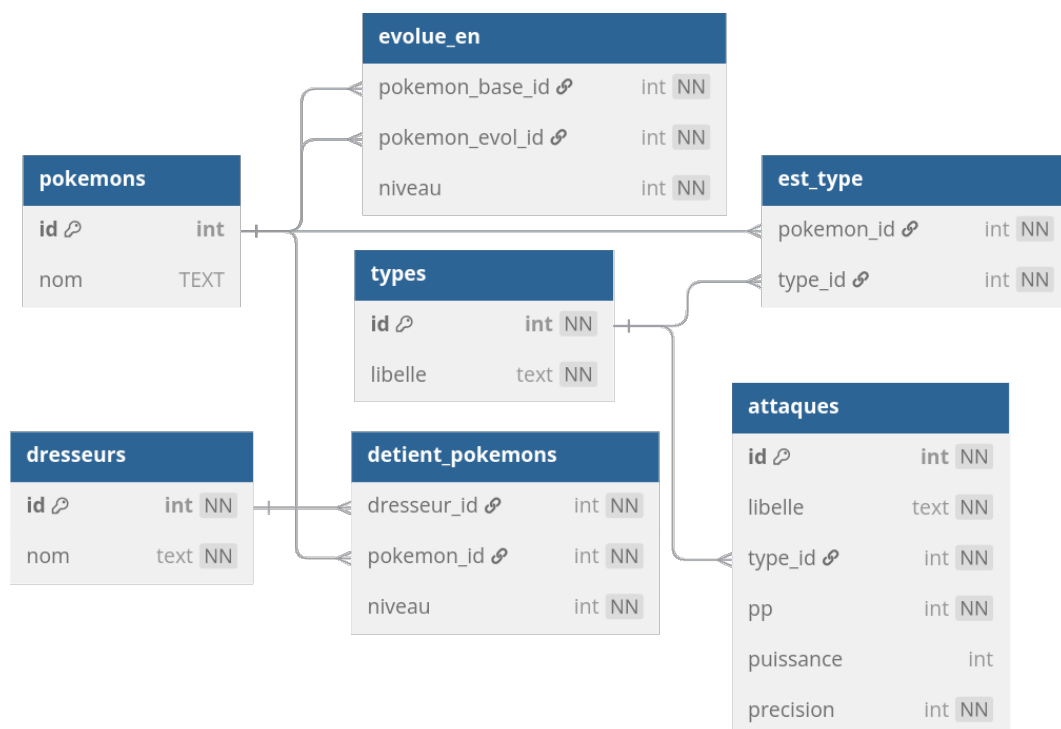 evolue_en
pokemon_base_id int NN
pokemon_evol_id int NN
niveau int NN
pokemons
id int
nom TEXT
est_type
pokemon_id int NN
type_id int NN
types
id int NN
libelle text NN
dresseurs
id int NN
nom text NN
detient_pokemons
dresseur_id int NN
pokemon_id int NN
niveau int NN
attaques
id int NN
libelle text NN
type_id int NN
pp int NN
puissance int
precision int NN